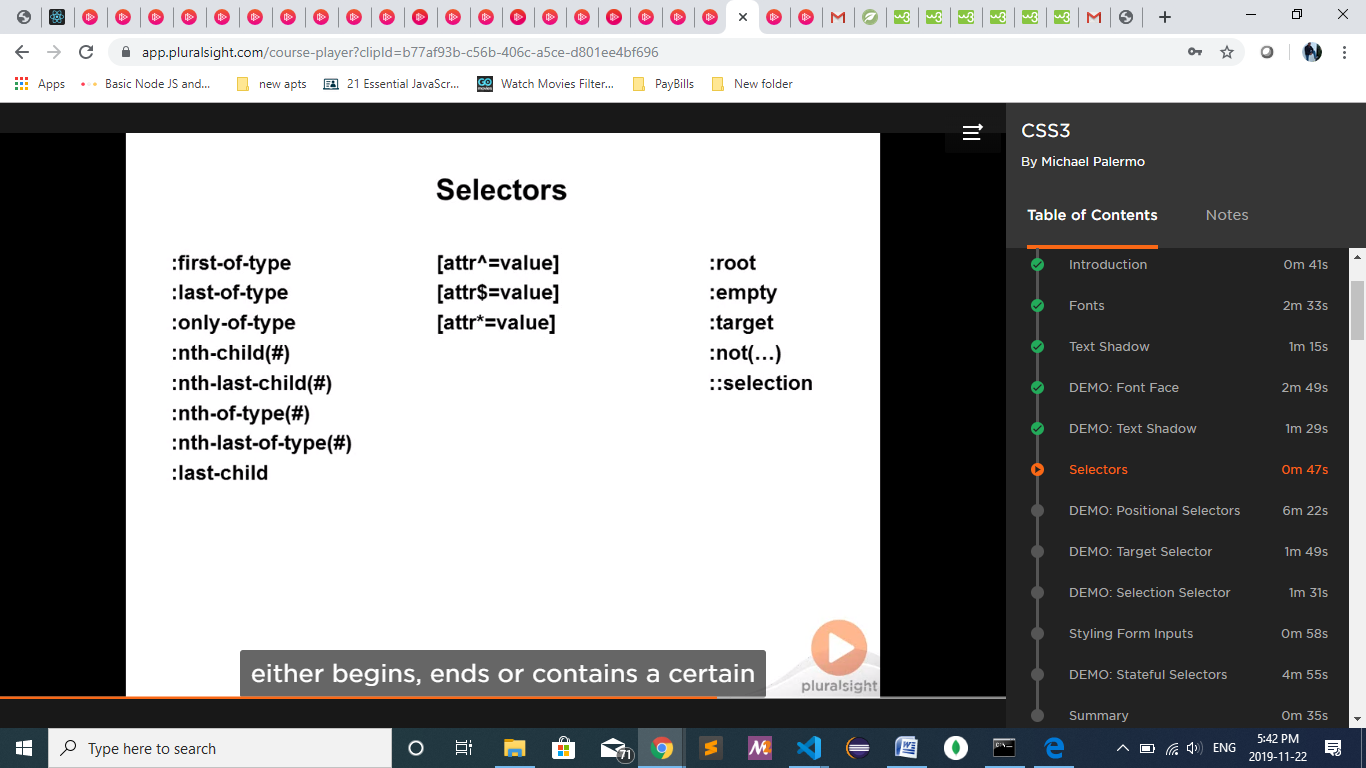 app.pluralsight.com/course-player?clipId=b77af93b-c56b-406c-a5ce-d801ee4bf696
Apps
Basic Node JS and...
new apts
21 Essential JavaScr...
GO
movies
Watch Movies Filter...
PayBills
New folder
Selectors
:first-of-type
:last-of-type
:only-of-type
:nth-child(#)
:nth-last-child(#)
:nth-of-type(#)
:nth-last-of-type(#)
:last-child
[attr^=value]
[attr$=value]
[attr*=value]
:root
:empty
:target
:not(…)
::selection
either begins, ends or contains a certain
pluralsight
CSS3
By Michael Palermo
Table of Contents
Notes
Introduction 0m 41s
Fonts 2m 33s
Text Shadow 1m 15s
DEMO: Font Face 2m 49s
DEMO: Text Shadow 1m 29s
Selectors 0m 47s
DEMO: Positional Selectors 6m 22s
DEMO: Target Selector 1m 49s
DEMO: Selection Selector 1m 31s
Styling Form Inputs 0m 58s
DEMO: Stateful Selectors 4m 55s
Summary 0m 35s
Type here to search
71
ENG
5:42 PM
2019-11-22